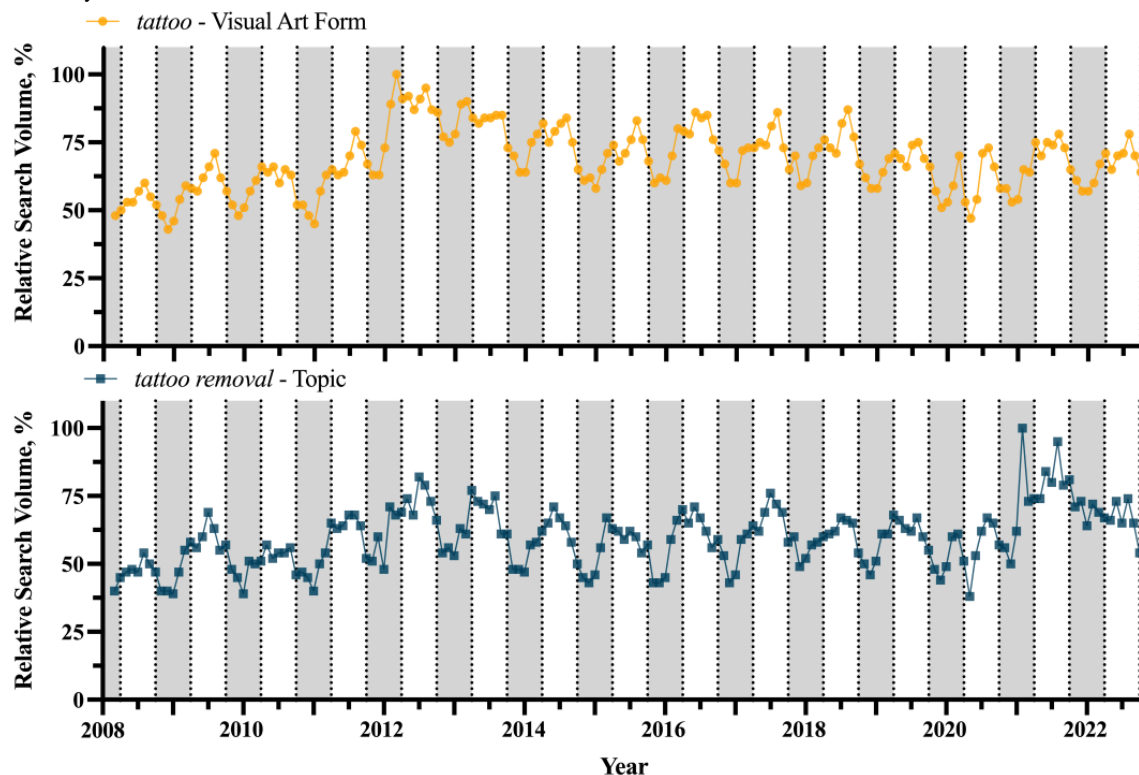 tattoo - Visual Art Form
Relative Search Volume, %
100
75
50
25
0
tattoo removal - Topic
Relative Search Volume, %
100
75
50
25
0
2008 2010 2012 2014 2016 2018 2020 2022
Year